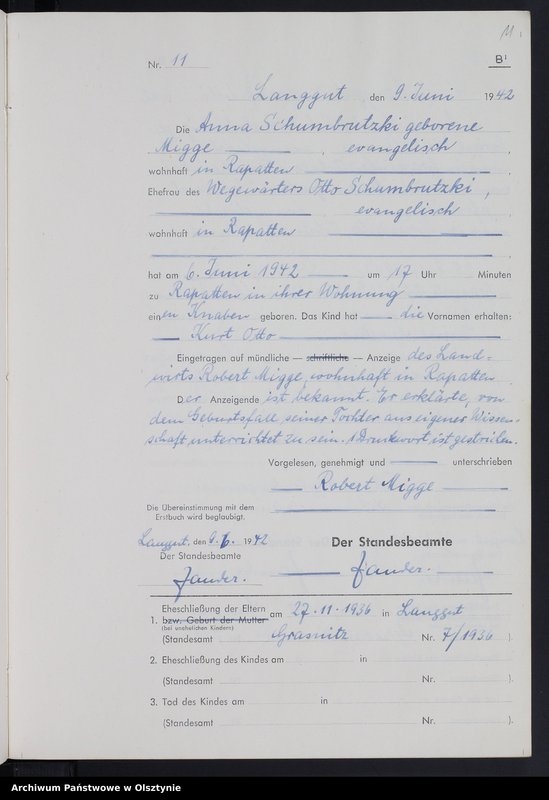 11.
Nr. 11
B¹
Langgut, den 9. Juni 1942
Die Anna Schumbrutzki geborene
Migge, evangelisch
wohnhaft in Rapatten,
Ehefrau des Wegewärters Otto Schumbrutzki,
evangelisch,
wohnhaft in Rapatten
hat am 6. Juni 1942 um 17 Uhr Minuten
zu Rapatten in ihrer Wohnung
einen Knaben geboren. Das Kind hat die Vornamen erhalten:
Kurt Otto
Eingetragen auf mündliche — schriftliche — Anzeige des Land-
wirts Robert Migge, wohnhaft in Rapatten
Der Anzeigende ist bekannt. Er erklärte, von
dem Geburtsfall seiner Tochter aus eigener Wissen-
schaft unterrichtet zu sein. 1 Druckwort ist gestrichen.
Vorgelesen, genehmigt und unterschrieben
Robert Migge
Die Übereinstimmung mit dem
Erstbuch wird beglaubigt.
Langgut, den 9. 6. 1942
Der Standesbeamte
Der Standesbeamte
Jander.
Jander.
1. Eheschließung der Eltern am 27.11.1936 in Langgut
bzw. Geburt der Mutter
(bei unehelichen Kindern)
(Standesamt Grasnitz Nr. 7/1936).
2. Eheschließung des Kindes am in
(Standesamt Nr. ).
3. Tod des Kindes am in
(Standesamt Nr. ).
Archiwum Państwowe w Olsztynie